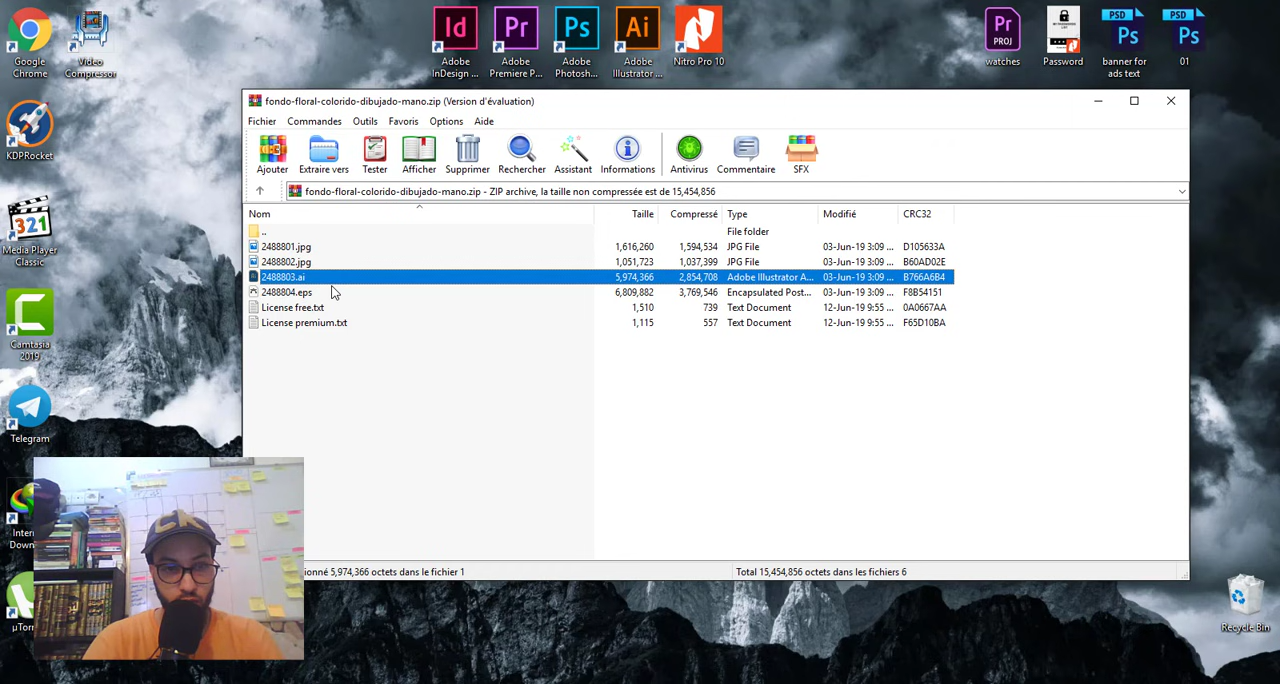 Google
Chrome
Video
Compressor
KDPRocket
321
Media Player
Classic
Camtasia
2019
Telegram
Id
Adobe
InDesign ...
Pr
Adobe
Premiere P...
Ps
Adobe
Photosh...
Ai
Adobe
Illustrator ...
Nitro Pro 10
Pr
PROJ
watches
Password
PSD
Ps
banner for
ads text
PSD
Ps
01
fondo-floral-colorido-dibujado-mano.zip (Version d'évaluation)
Fichier Commandes Outils Favoris Options Aide
Ajouter Extraire vers Tester Afficher Supprimer Rechercher Assistant Informations Antivirus Commentaire SFX
fondo-floral-colorido-dibujado-mano.zip - ZIP archive, la taille non compressée est de 15,454,856
Nom Taille Compressé Type Modifié CRC32
.. File folder
2488801.jpg 1,616,260 1,594,534 JPG File 03-Jun-19 3:09 ... D105633A
2488802.jpg 1,051,723 1,037,399 JPG File 03-Jun-19 3:09 ... B60AD02E
2488803.ai 5,974,366 2,854,708 Adobe Illustrator A... 03-Jun-19 3:09 ... B766A6B4
2488804.eps 6,809,882 3,769,546 Encapsulated Post... 03-Jun-19 3:09 ... F8B54151
License free.txt 1,510 739 Text Document 12-Jun-19 9:55 ... 0A0667AA
License premium.txt 1,115 557 Text Document 12-Jun-19 9:55 ... F65D10BA
ionné 5,974,366 octets dans le fichier 1
Total 15,454,856 octets dans les fichiers 6
Inter
Down
µTorr
CK
Recycle Bin